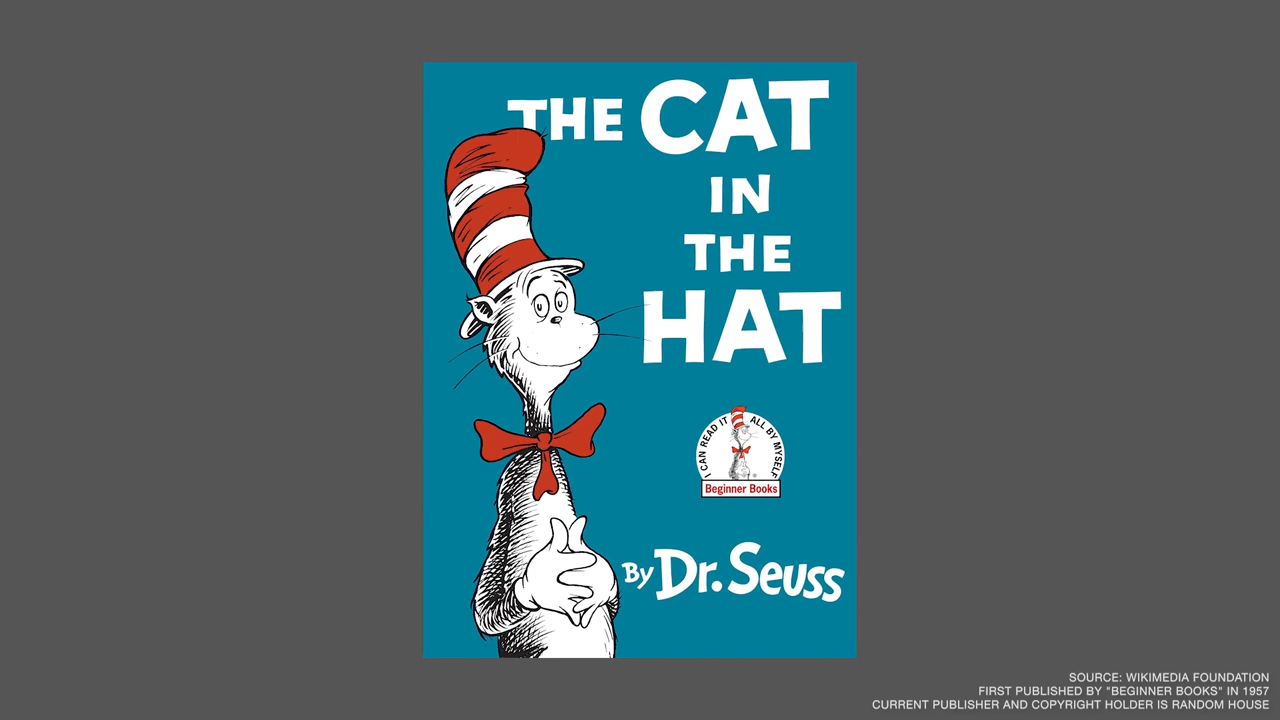 THE CAT
IN
THE
HAT
I CAN READ IT ALL BY MYSELF
Beginner Books
By Dr. Seuss
SOURCE: WIKIMEDIA FOUNDATION
FIRST PUBLISHED BY "BEGINNER BOOKS" IN 1957
CURRENT PUBLISHER AND COPYRIGHT HOLDER IS RANDOM HOUSE